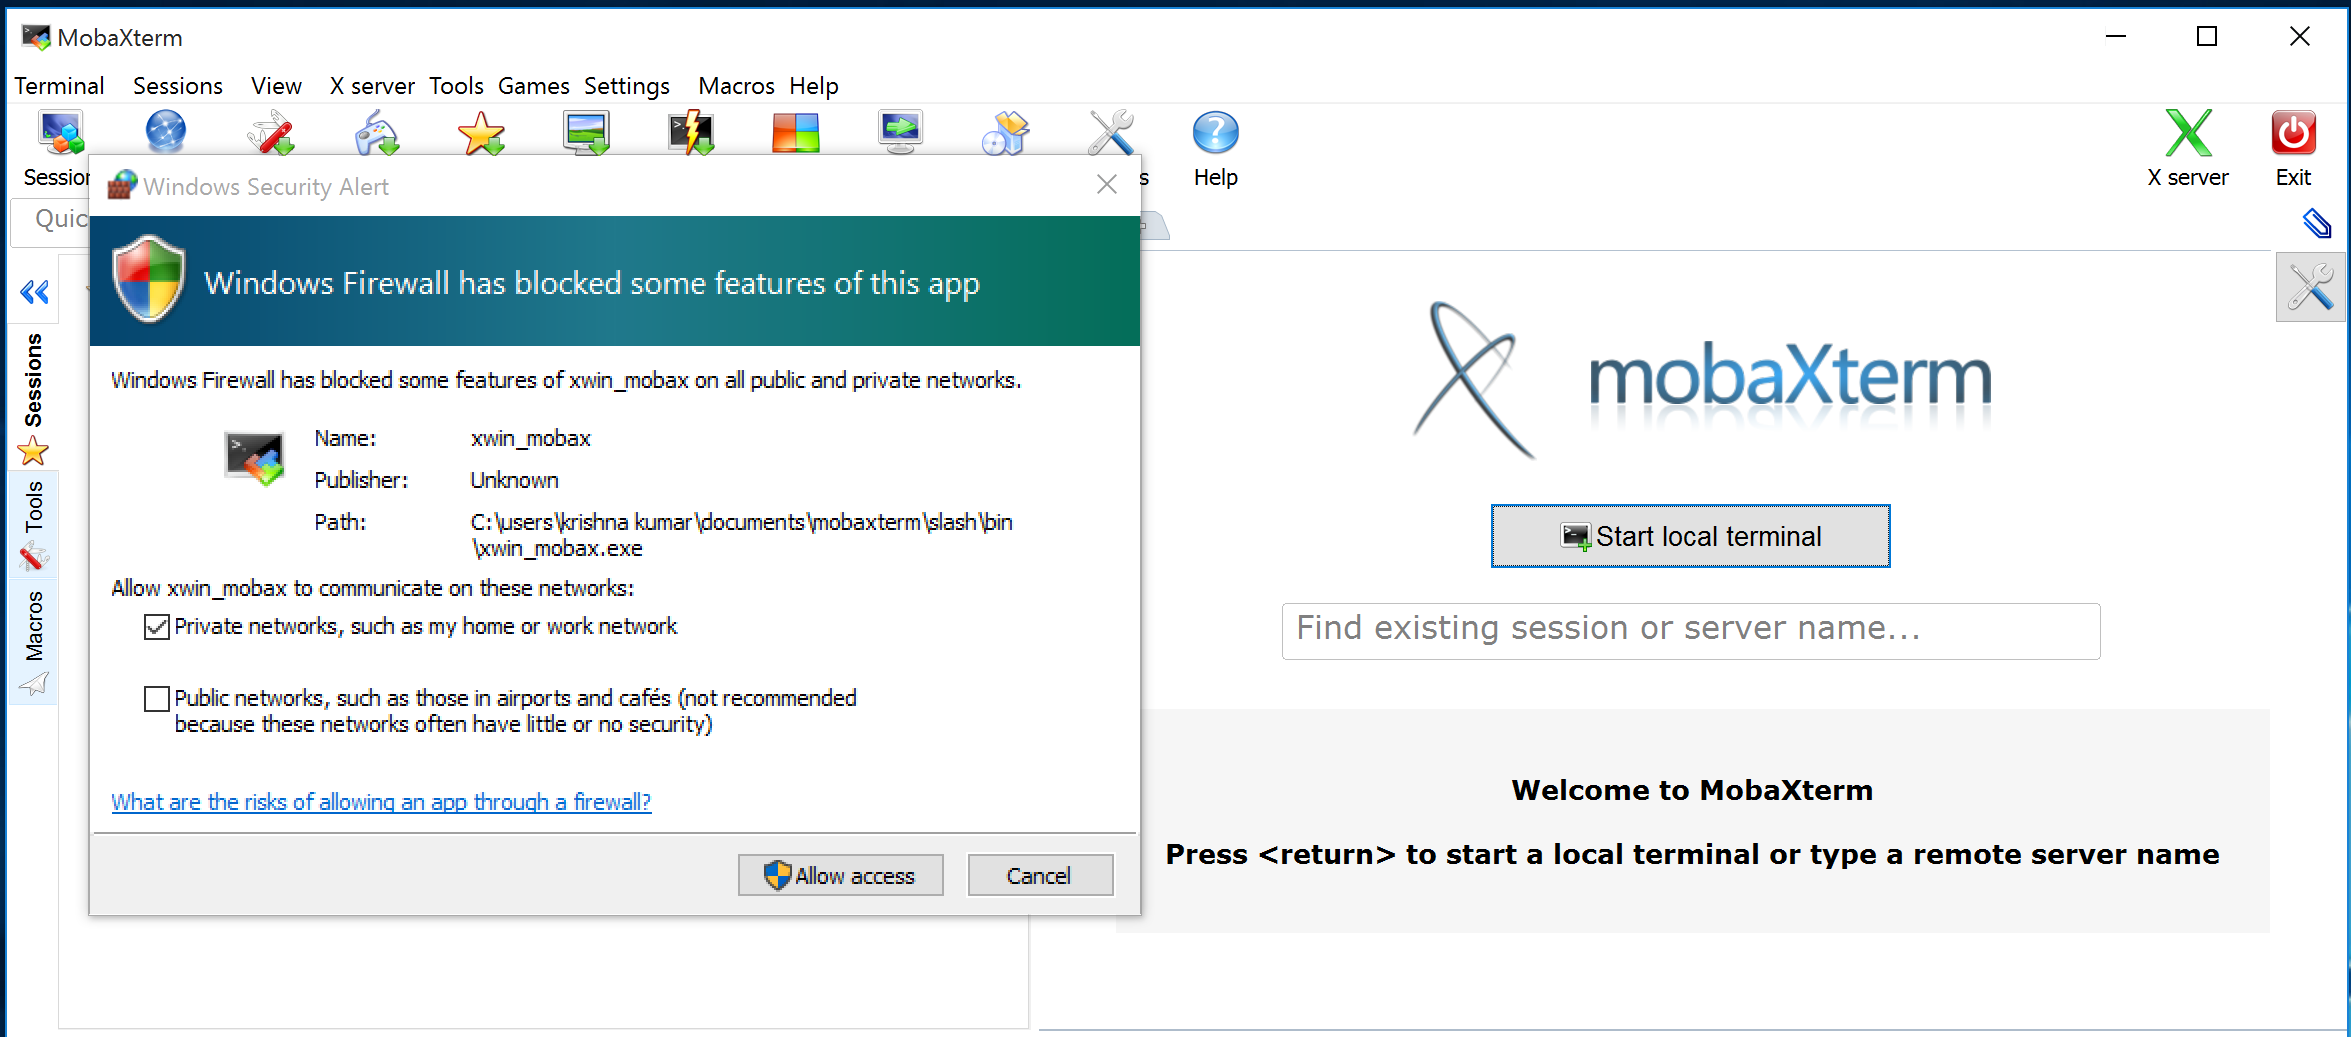 MobaXterm
Terminal Sessions View X server Tools Games Settings Macros Help
Help
X server
Exit
Windows Security Alert
Windows Firewall has blocked some features of this app
Windows Firewall has blocked some features of xwin_mobax on all public and private networks.
Name: xwin_mobax
Publisher: Unknown
Path: C:\users\krishna kumar\documents\mobaxterm\slash\bin
\xwin_mobax.exe
Allow xwin_mobax to communicate on these networks:
Private networks, such as my home or work network
Public networks, such as those in airports and cafés (not recommended
because these networks often have little or no security)
What are the risks of allowing an app through a firewall?
Allow access
Cancel
Sessions
Tools
Macros
mobaXterm
Start local terminal
Find existing session or server name...
Welcome to MobaXterm
Press <return> to start a local terminal or type a remote server name